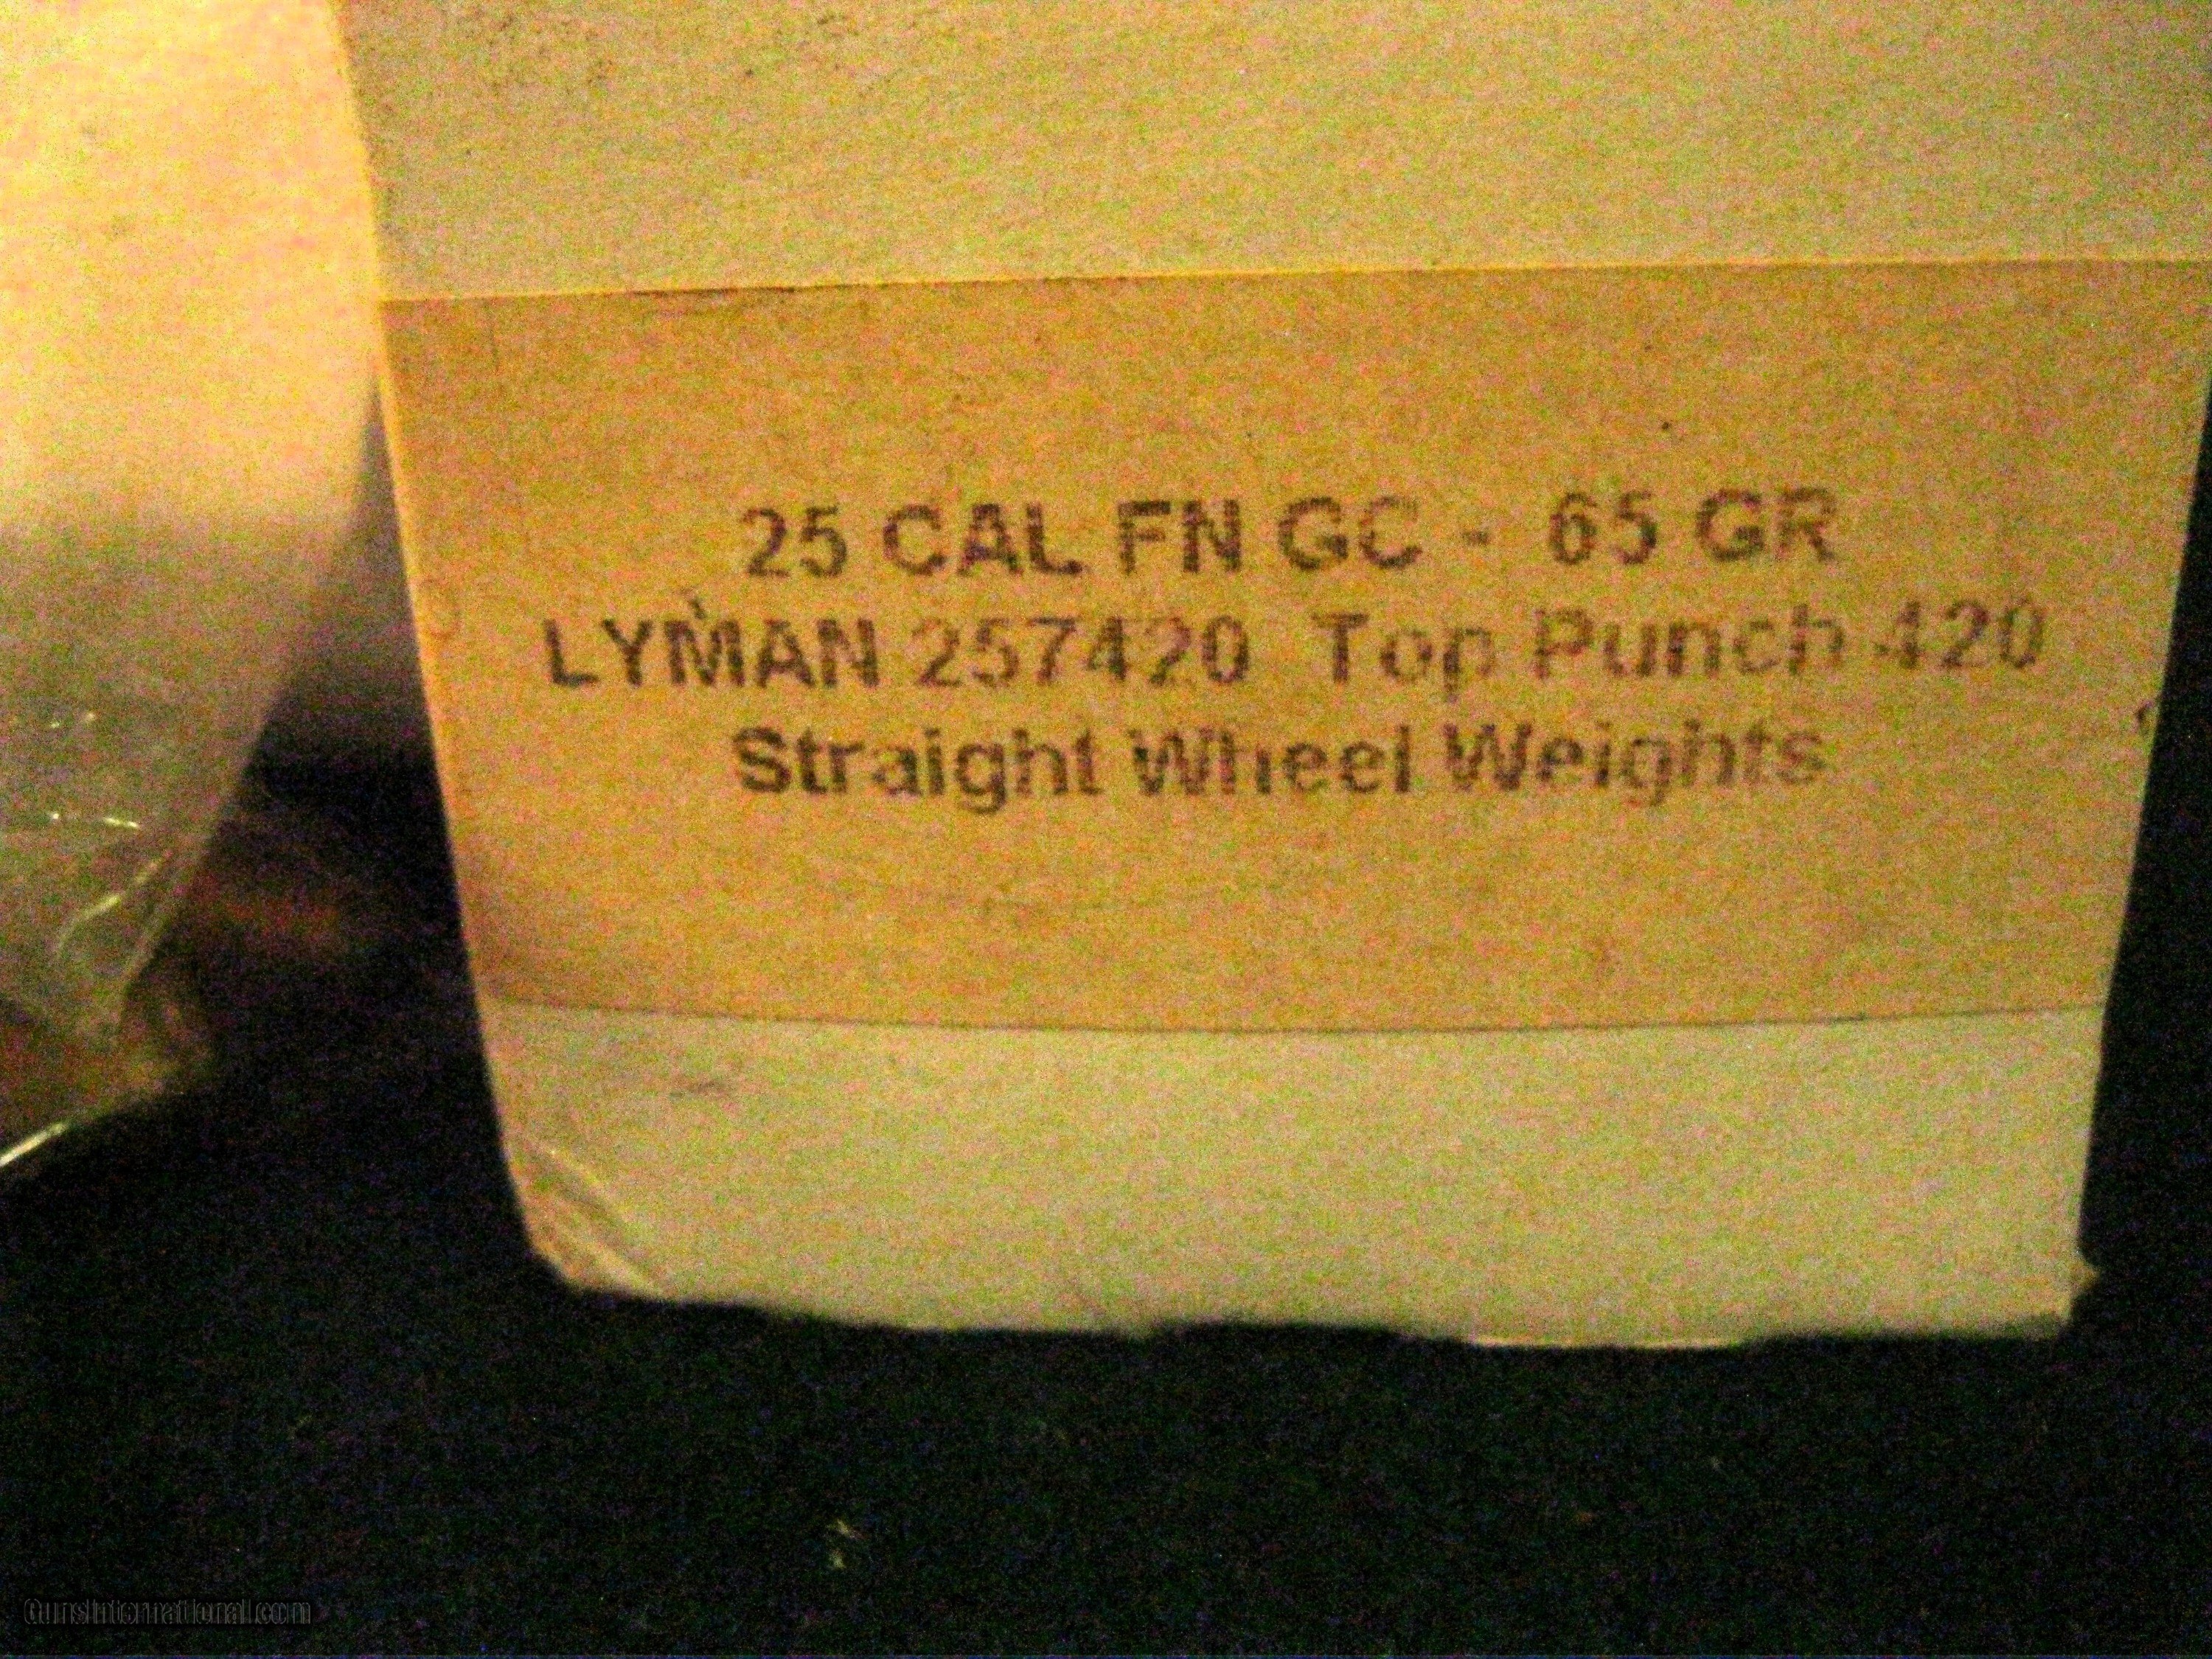 25 CAL FN GC - 65 GR
LYMAN 257420 Top Punch 420
Straight Wheel Weights
GunsInternational.com